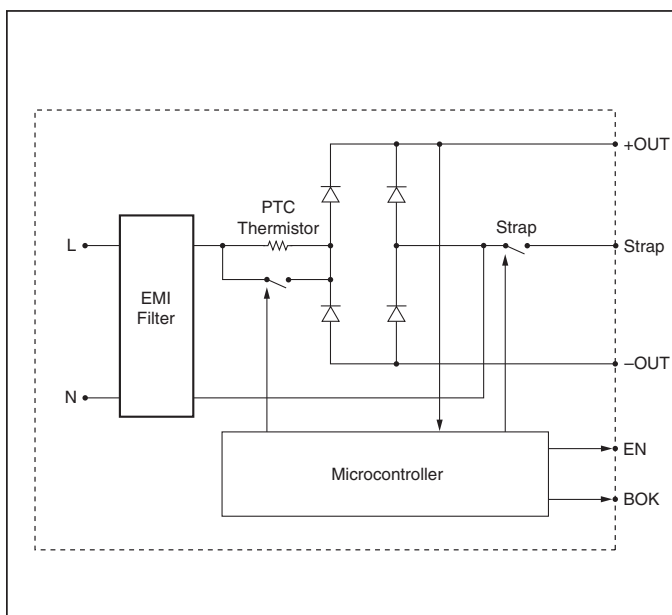 +OUT
PTC
Thermistor
Strap
L
Strap
EMI
Filter
–OUT
N
EN
Microcontroller
BOK